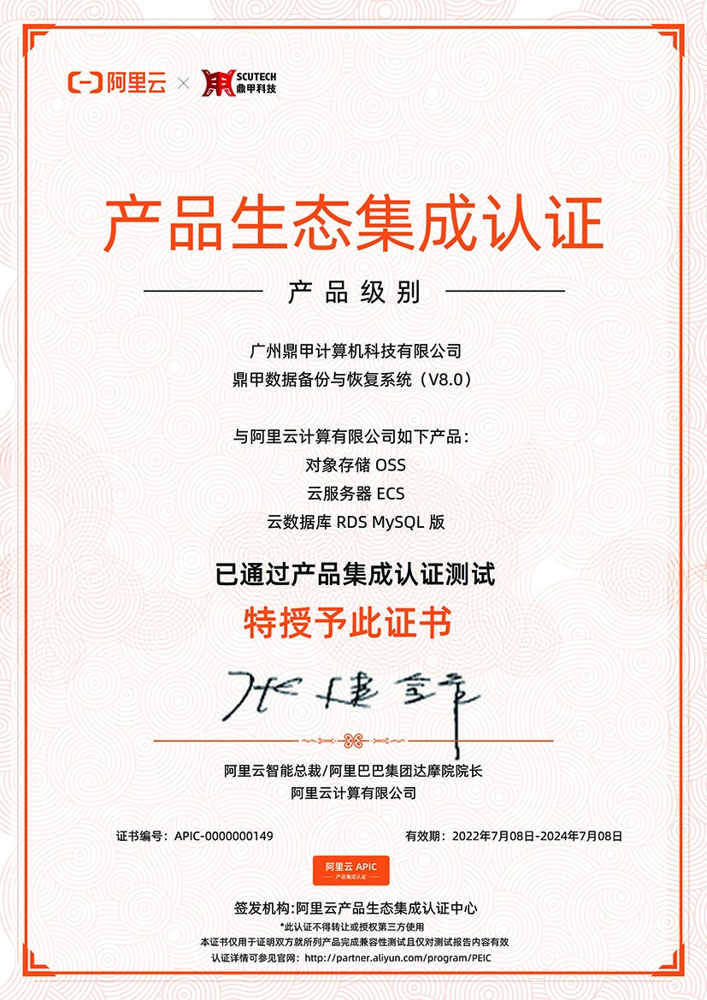 阿里云 × SCUTECH
鼎甲科技
产品生态集成认证
产品级别
广州鼎甲计算机科技有限公司
鼎甲数据备份与恢复系统（V8.0）
与阿里云计算有限公司如下产品：
对象存储 OSS
云服务器 ECS
云数据库 RDS MySQL 版
已通过产品集成认证测试
特授予此证书
阿里云智能总裁/阿里巴巴集团达摩院院长
阿里云计算有限公司
证书编号：APIC-0000000149
有效期：2022年7月08日-2024年7月08日
阿里云 APIC
产品集成认证
签发机构:阿里云产品生态集成认证中心
*此认证不得转让或授权第三方使用
本证书仅用于证明双方就所列产品完成兼容性测试且仅对测试报告内容有效
认证详情可参见官网：http://partner.aliyun.com/program/PEIC